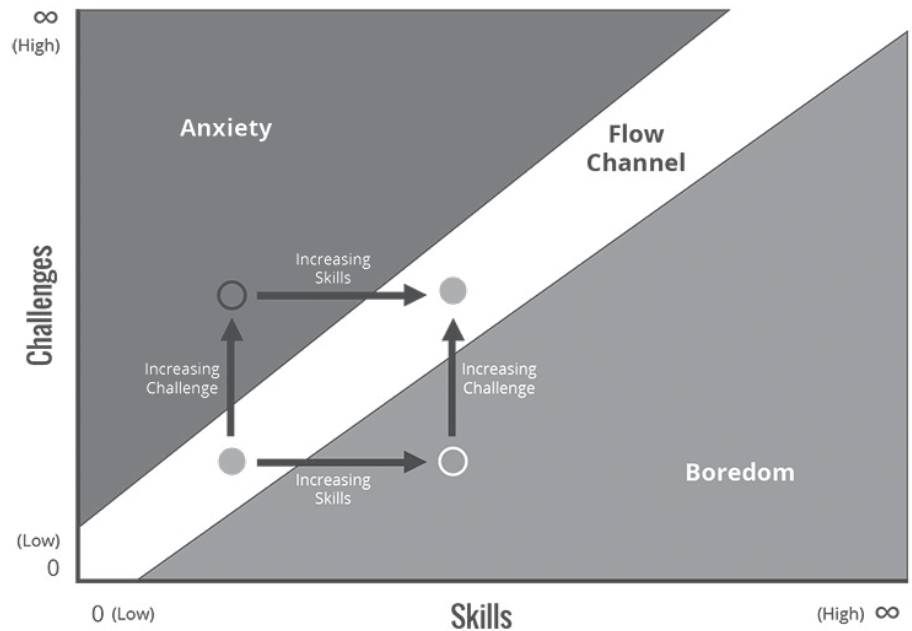 ∞
(High)
Anxiety
Flow
Channel
Challenges
Increasing
Skills
Increasing
Challenge
Increasing
Challenge
Increasing
Skills
Boredom
(Low)
0
0 (Low)
Skills
(High) ∞